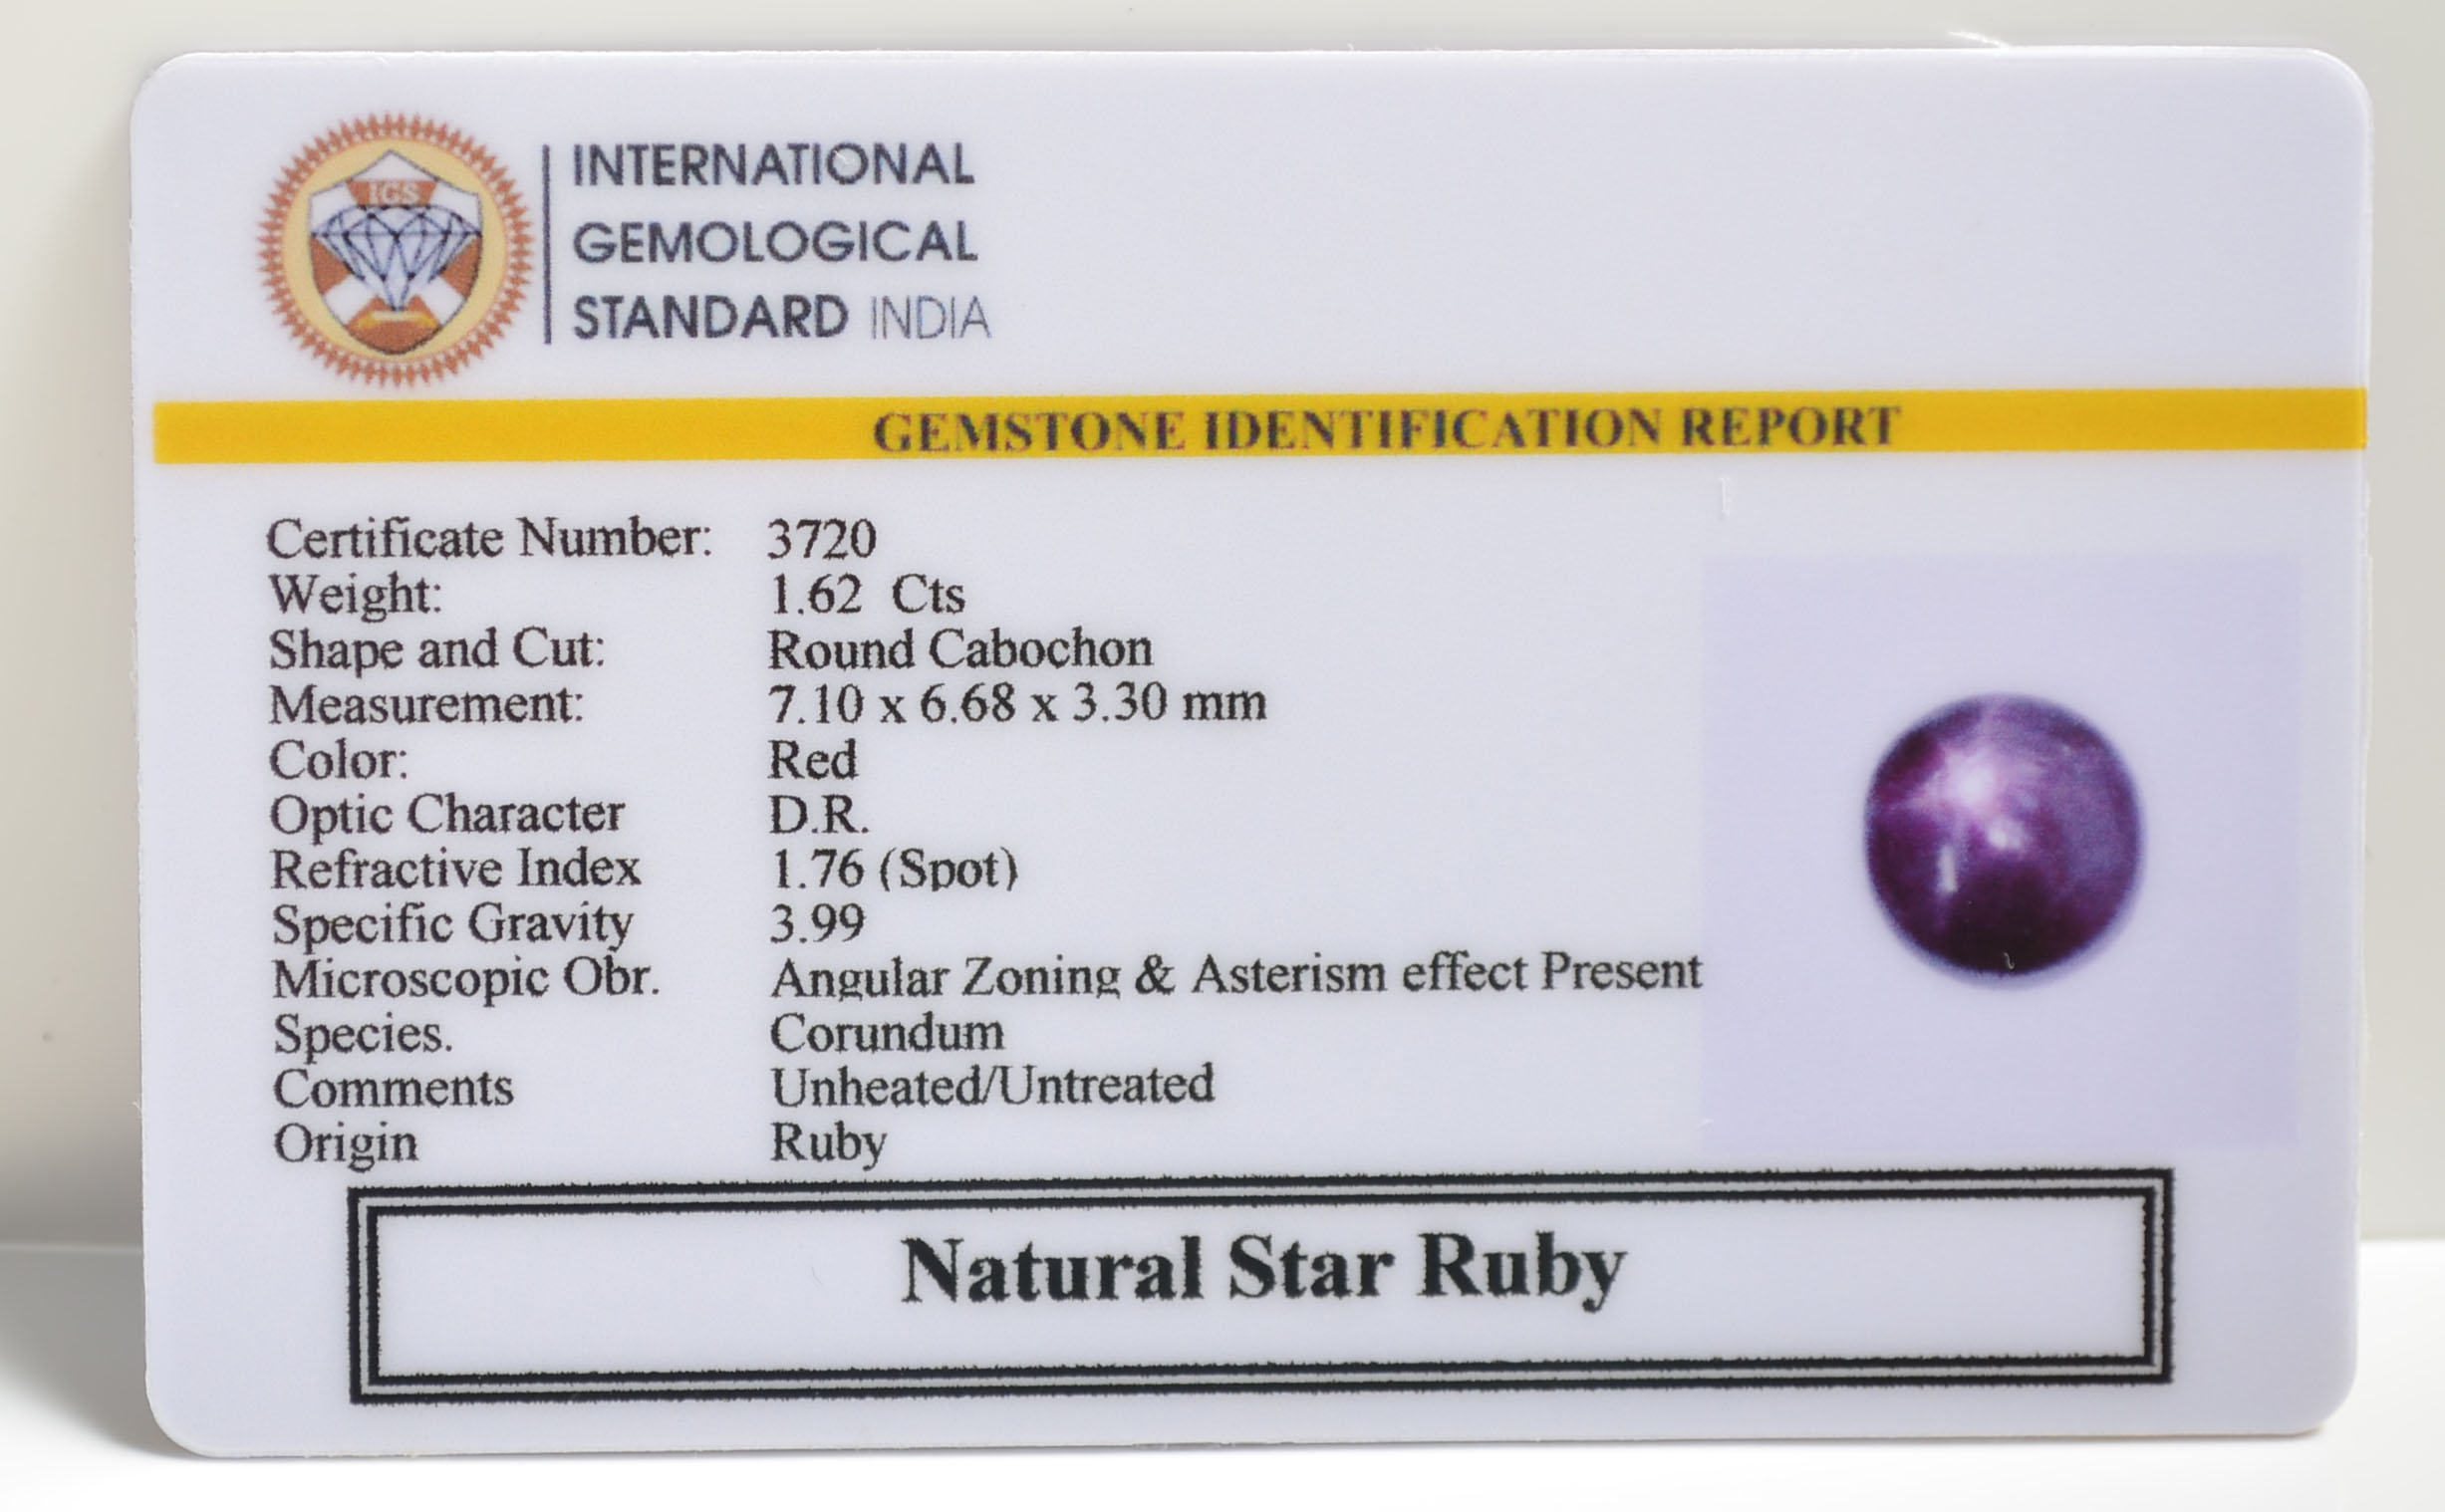 IGS
INTERNATIONAL
GEMOLOGICAL
STANDARD INDIA
GEMSTONE IDENTIFICATION REPORT
Certificate Number: 3720
Weight: 1.62 Cts
Shape and Cut: Round Cabochon
Measurement: 7.10 x 6.68 x 3.30 mm
Color: Red
Optic Character D.R.
Refractive Index 1.76 (Spot)
Specific Gravity 3.99
Microscopic Obr. Angular Zoning & Asterism effect Present
Species. Corundum
Comments Unheated/Untreated
Origin Ruby
Natural Star Ruby